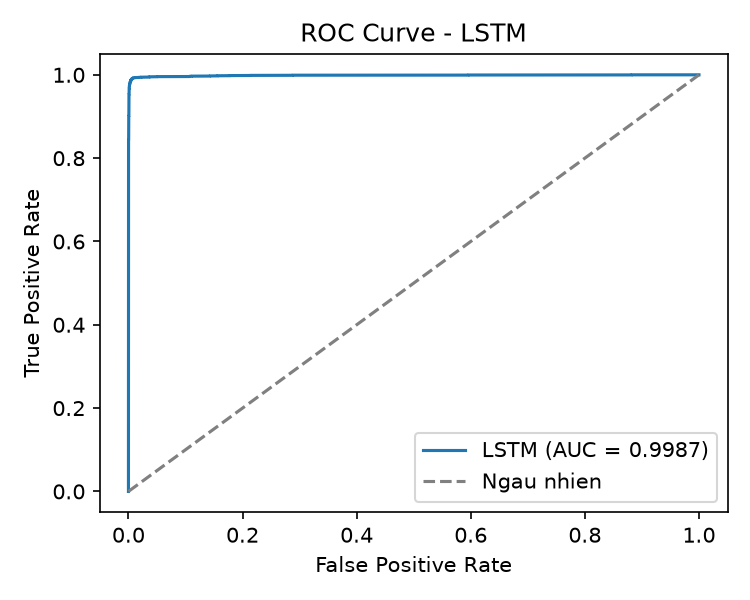 ROC Curve - LSTM
True Positive Rate
1.0
0.8
0.6
0.4
0.2
0.0
LSTM (AUC = 0.9987)
Ngau nhien
0.0 0.2 0.4 0.6 0.8 1.0
False Positive Rate